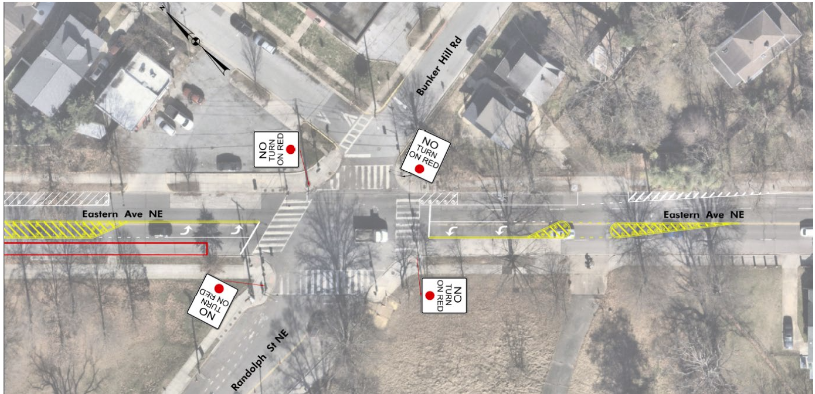 Bunker Hill Rd
NO
TURN
ON RED
NO
TURN
ON RED
Eastern Ave NE
Eastern Ave NE
NO
TURN
ON RED
NO
TURN
ON RED
Randolph St NE